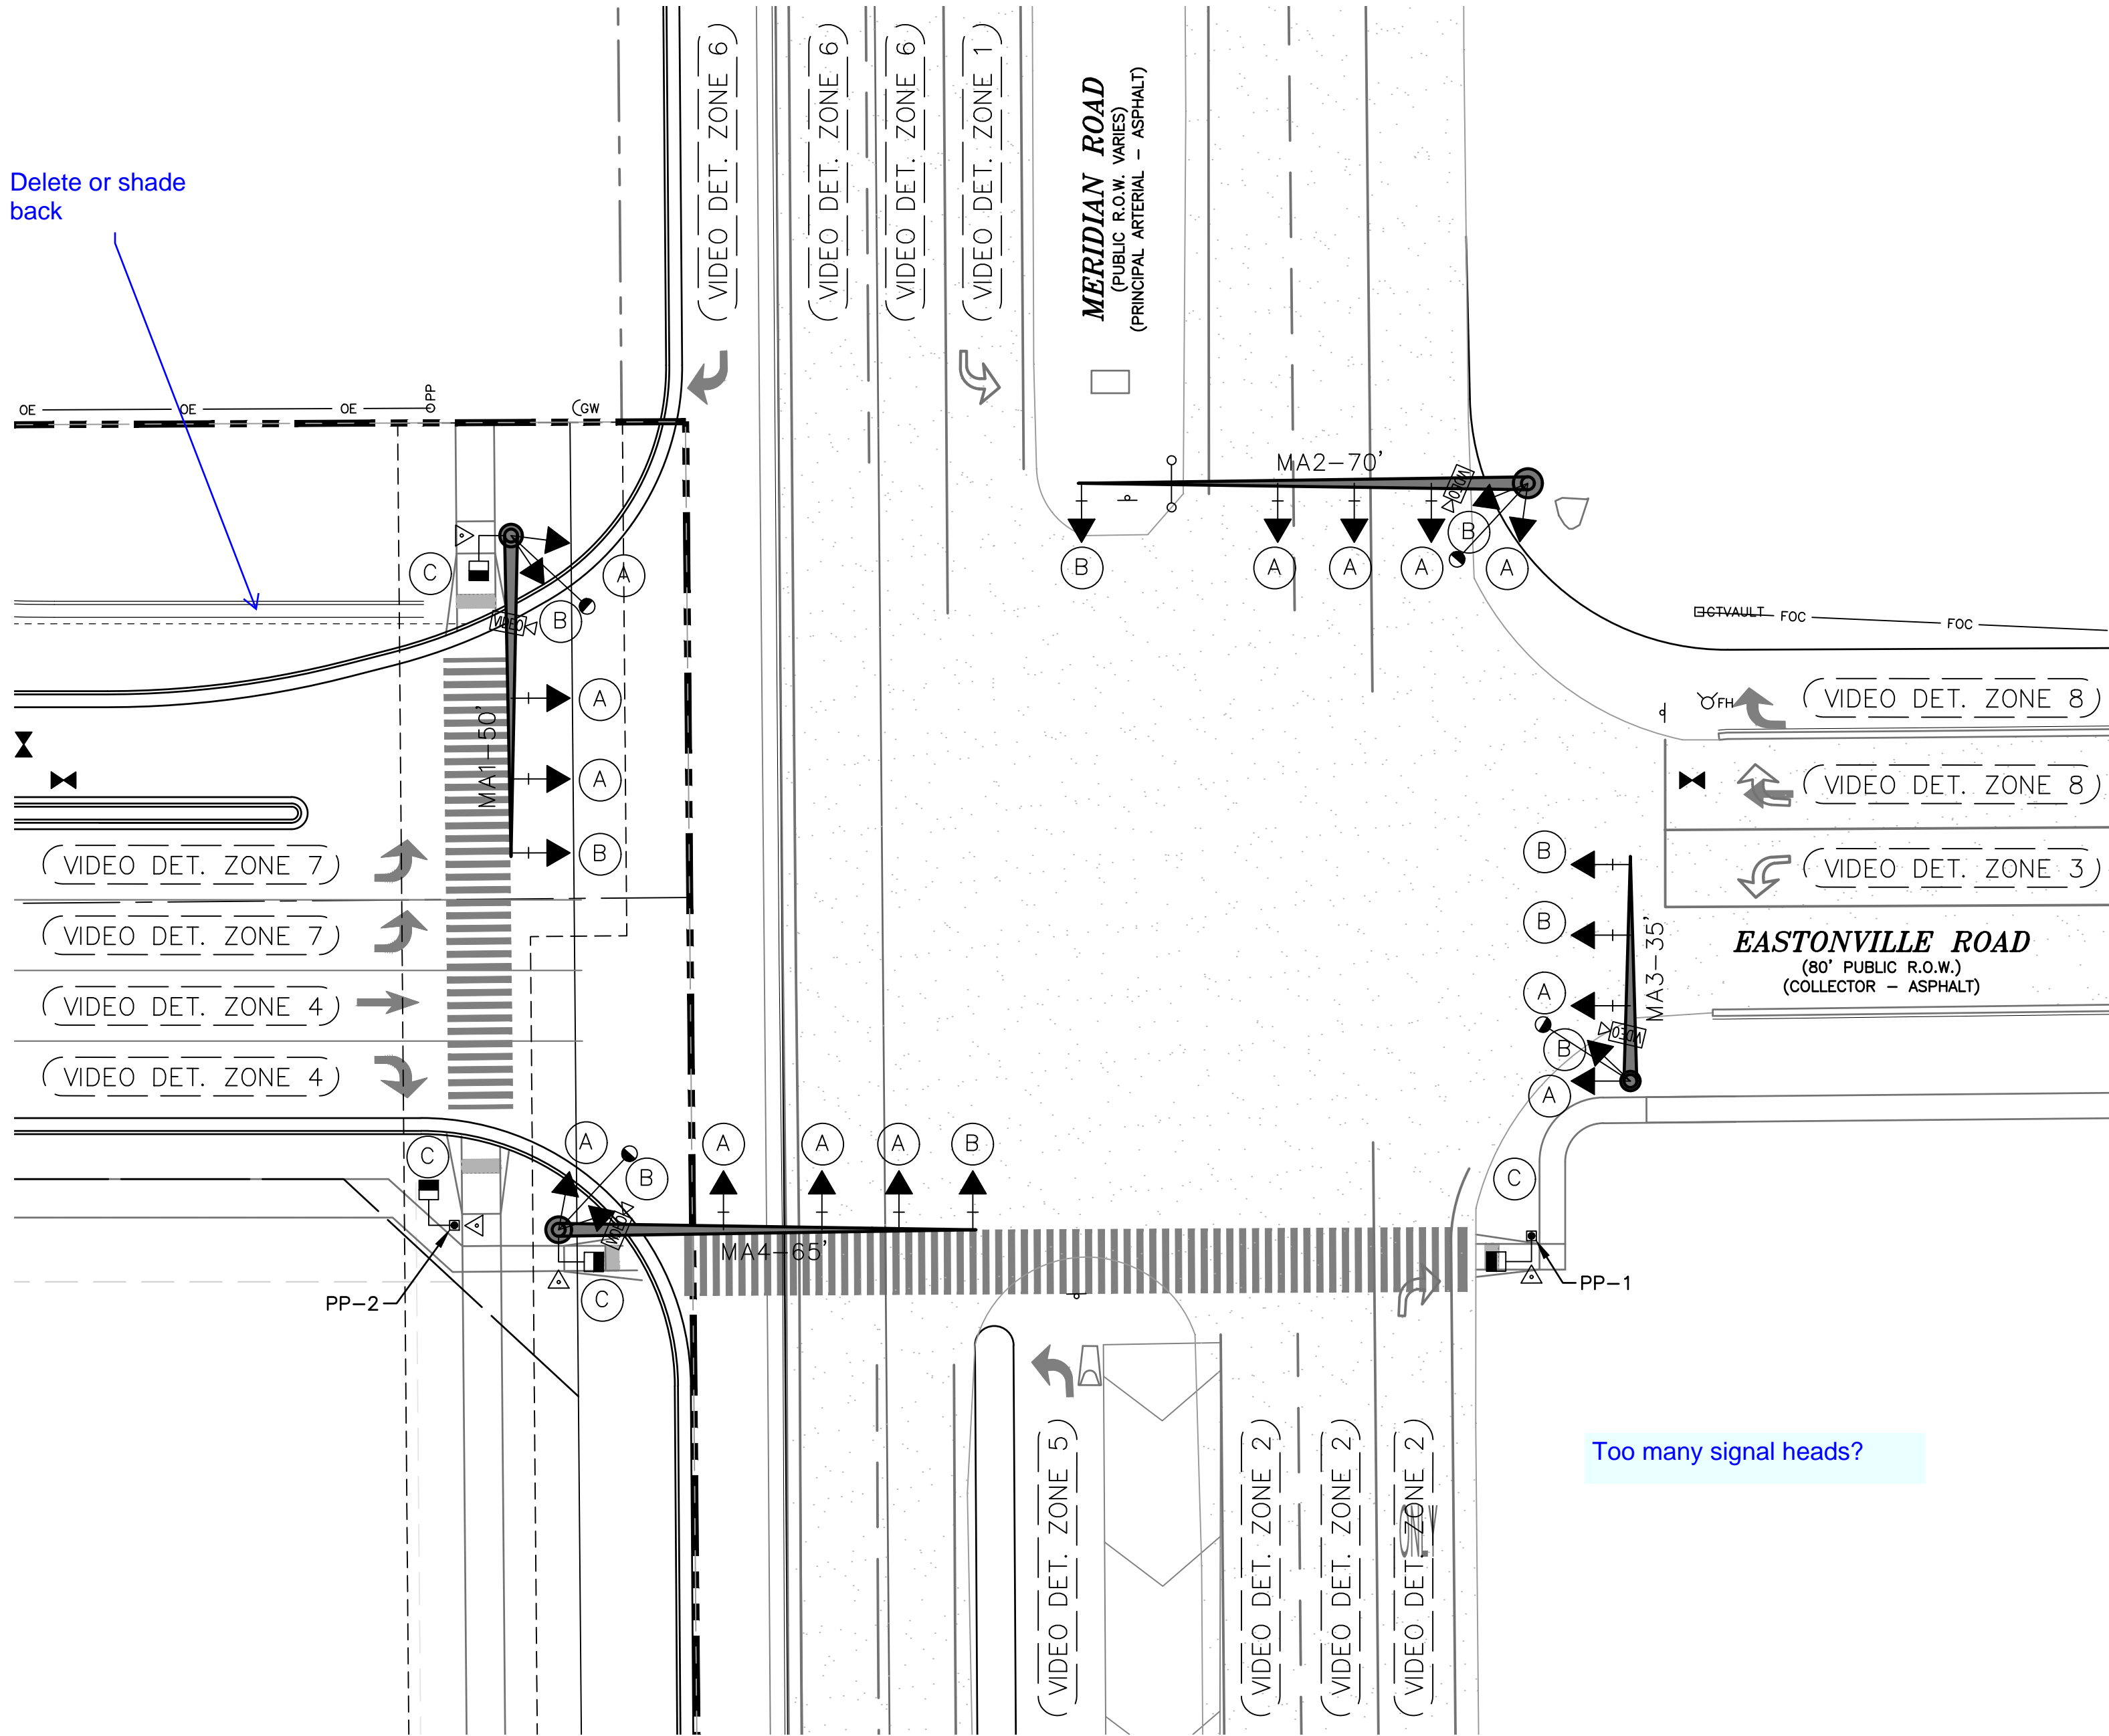 VIDEO DET. ZONE 6
VIDEO DET. ZONE 6
VIDEO DET. ZONE 6
VIDEO DET. ZONE 1
MERIDIAN ROAD
(PUBLIC R.O.W. VARIES)
(PRINCIPAL ARTERIAL – ASPHALT)
Delete or shade
back
OE
OE
OE
PP
GW
MA2-70'
VIDEO
B
B
A
A
A
A
C
A
B
VIDEO
CTVAULT
FOC
FOC
A
MA1-50'
A
B
FH
VIDEO DET. ZONE 8
VIDEO DET. ZONE 8
VIDEO DET. ZONE 3
VIDEO DET. ZONE 7
VIDEO DET. ZONE 7
VIDEO DET. ZONE 4
VIDEO DET. ZONE 4
B
B
A
MA3-35'
VIDEO
B
A
EASTONVILLE ROAD
(80' PUBLIC R.O.W.)
(COLLECTOR – ASPHALT)
C
A
B
A
A
A
B
VIDEO
MA4-65'
C
C
PP-2
PP-1
VIDEO DET. ZONE 5
VIDEO DET. ZONE 2
VIDEO DET. ZONE 2
VIDEO DET. ZONE 2
ONLY
Too many signal heads?